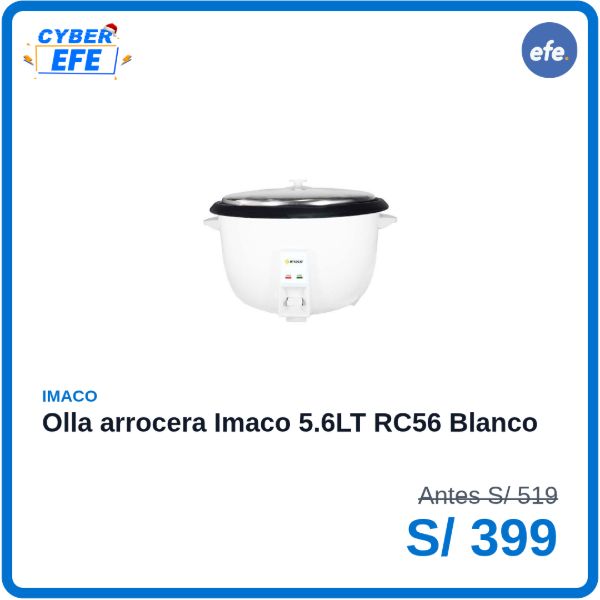 CYBER
EFE
efe.
IMACO
Olla arrocera Imaco 5.6LT RC56 Blanco
Antes S/ 519
S/ 399